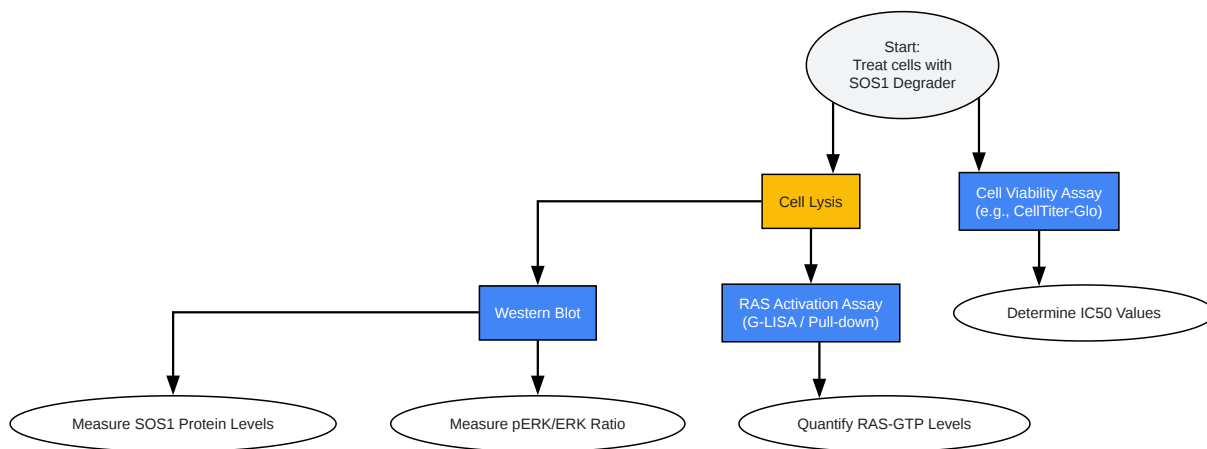 Start:
Treat cells with
SOS1 Degrader
Cell Lysis
Cell Viability Assay
(e.g., CellTiter-Glo)
Western Blot
RAS Activation Assay
(G-LISA / Pull-down)
Determine IC50 Values
Measure SOS1 Protein Levels
Measure pERK/ERK Ratio
Quantify RAS-GTP Levels